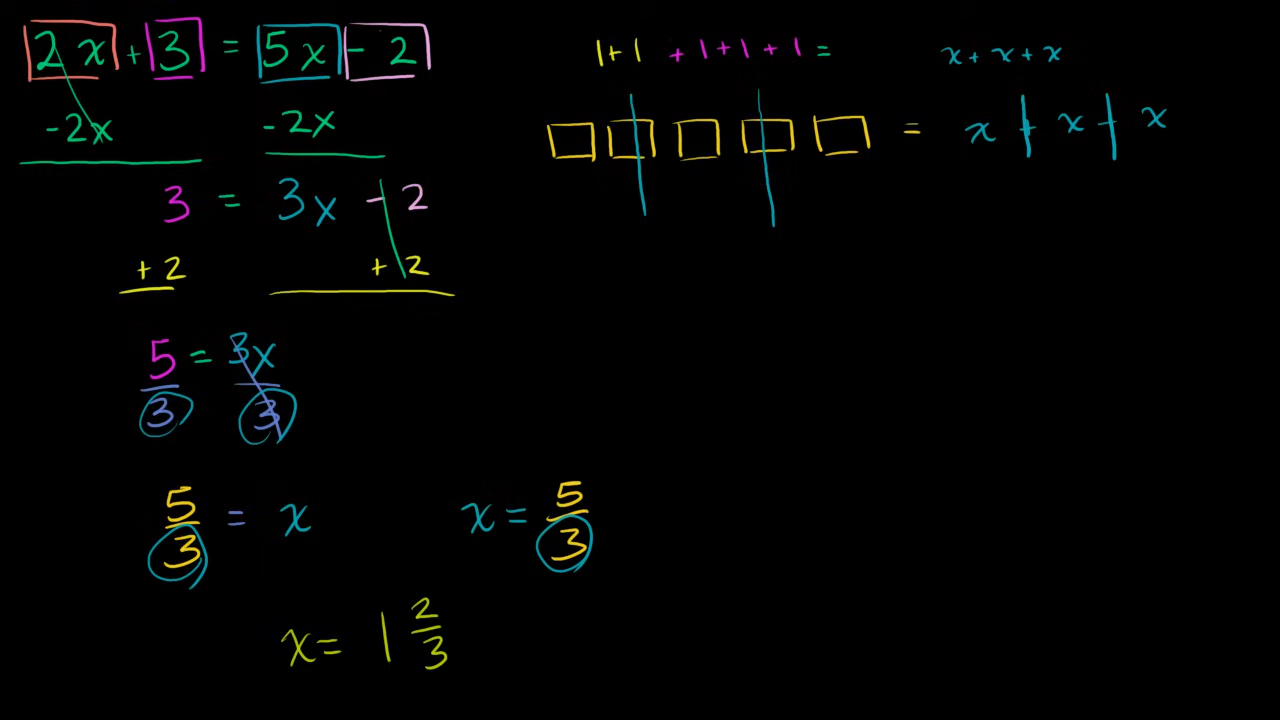 2x + 3 = 5x - 2
-2x -2x
3 = 3x - 2
+ 2 + 2
5/3 = 3x/3
5/3 = x
x = 5/3
x = 1 2/3
1 + 1 + 1 + 1 + 1 = x + x + x
= x + x + x